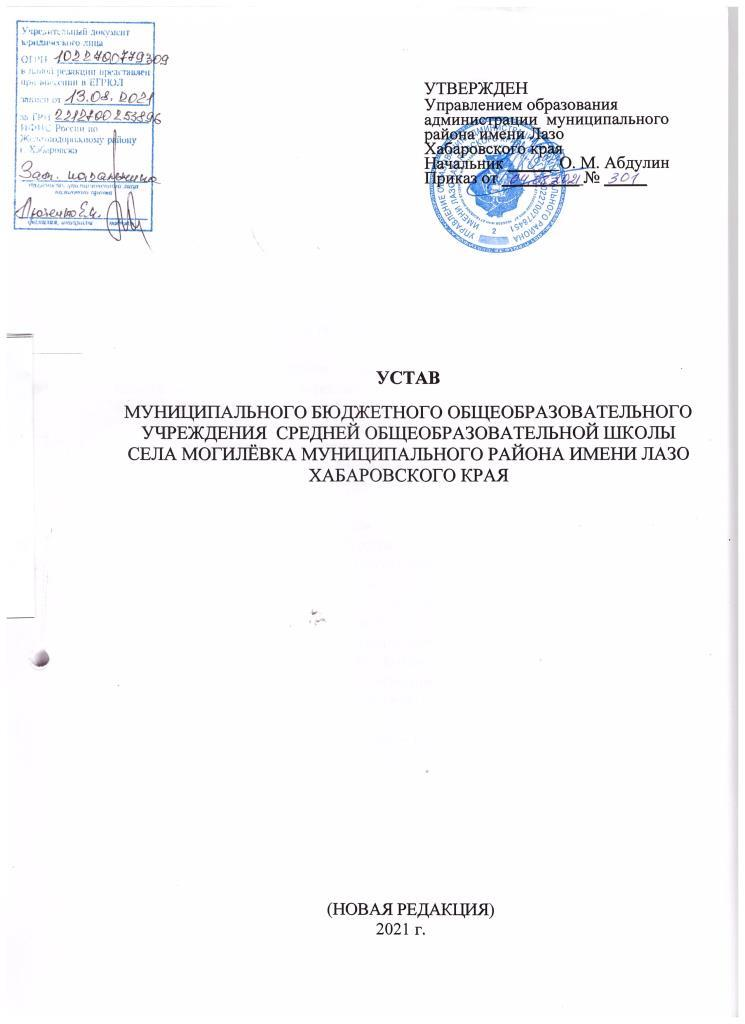 Учредительный документ
юридического лица
ОГРН 1022700779309
в новой редакции представлен
при внесении в ЕГРЮЛ
записи от 13.08.2021
за ГРН 2212700253896
ИФНС России по
Железнодорожному району
г. Хабаровска
Зам. начальника
УТВЕРЖДЕН
Управлением образования
администрации муниципального
района имени Лазо
Хабаровского края
Начальник О. М. Абдулин
Приказ от 2021 № 301
УСТАВ
МУНИЦИПАЛЬНОГО БЮДЖЕТНОГО ОБЩЕОБРАЗОВАТЕЛЬНОГО
УЧРЕЖДЕНИЯ СРЕДНЕЙ ОБЩЕОБРАЗОВАТЕЛЬНОЙ ШКОЛЫ
СЕЛА МОГИЛЁВКА МУНИЦИПАЛЬНОГО РАЙОНА ИМЕНИ ЛАЗО
ХАБАРОВСКОГО КРАЯ
(НОВАЯ РЕДАКЦИЯ)
2021 г.